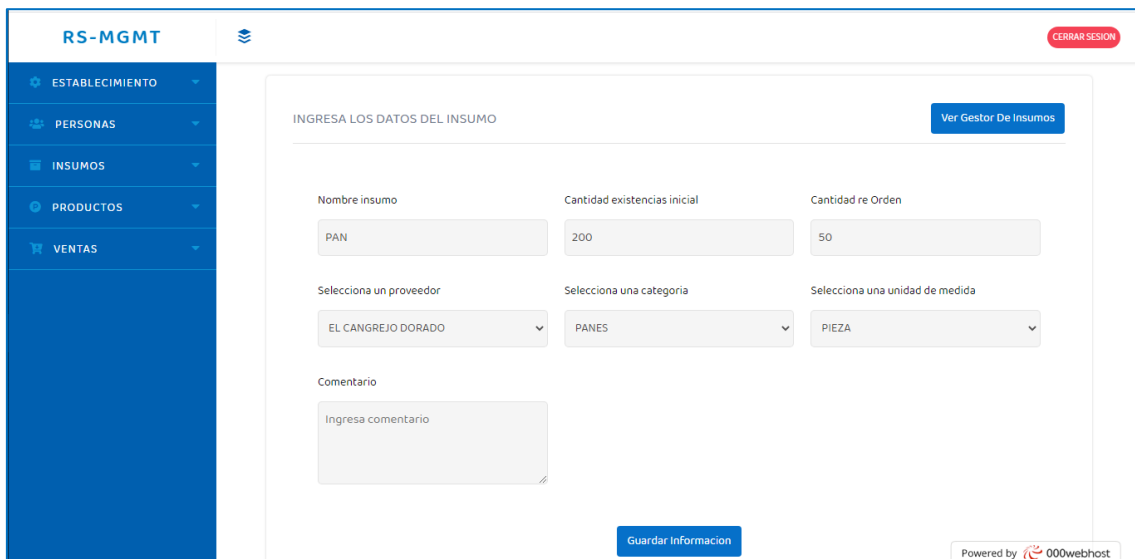 RS-MGMT
CERRAR SESION
ESTABLECIMIENTO
PERSONAS
INSUMOS
PRODUCTOS
VENTAS
INGRESA LOS DATOS DEL INSUMO
Ver Gestor De Insumos
Nombre insumo
Cantidad existencias inicial
Cantidad re Orden
PAN
200
50
Selecciona un proveedor
Selecciona una categoria
Selecciona una unidad de medida
EL CANGREJO DORADO
PANES
PIEZA
Comentario
Ingresa comentario
Guardar Informacion
Powered by 000webhost